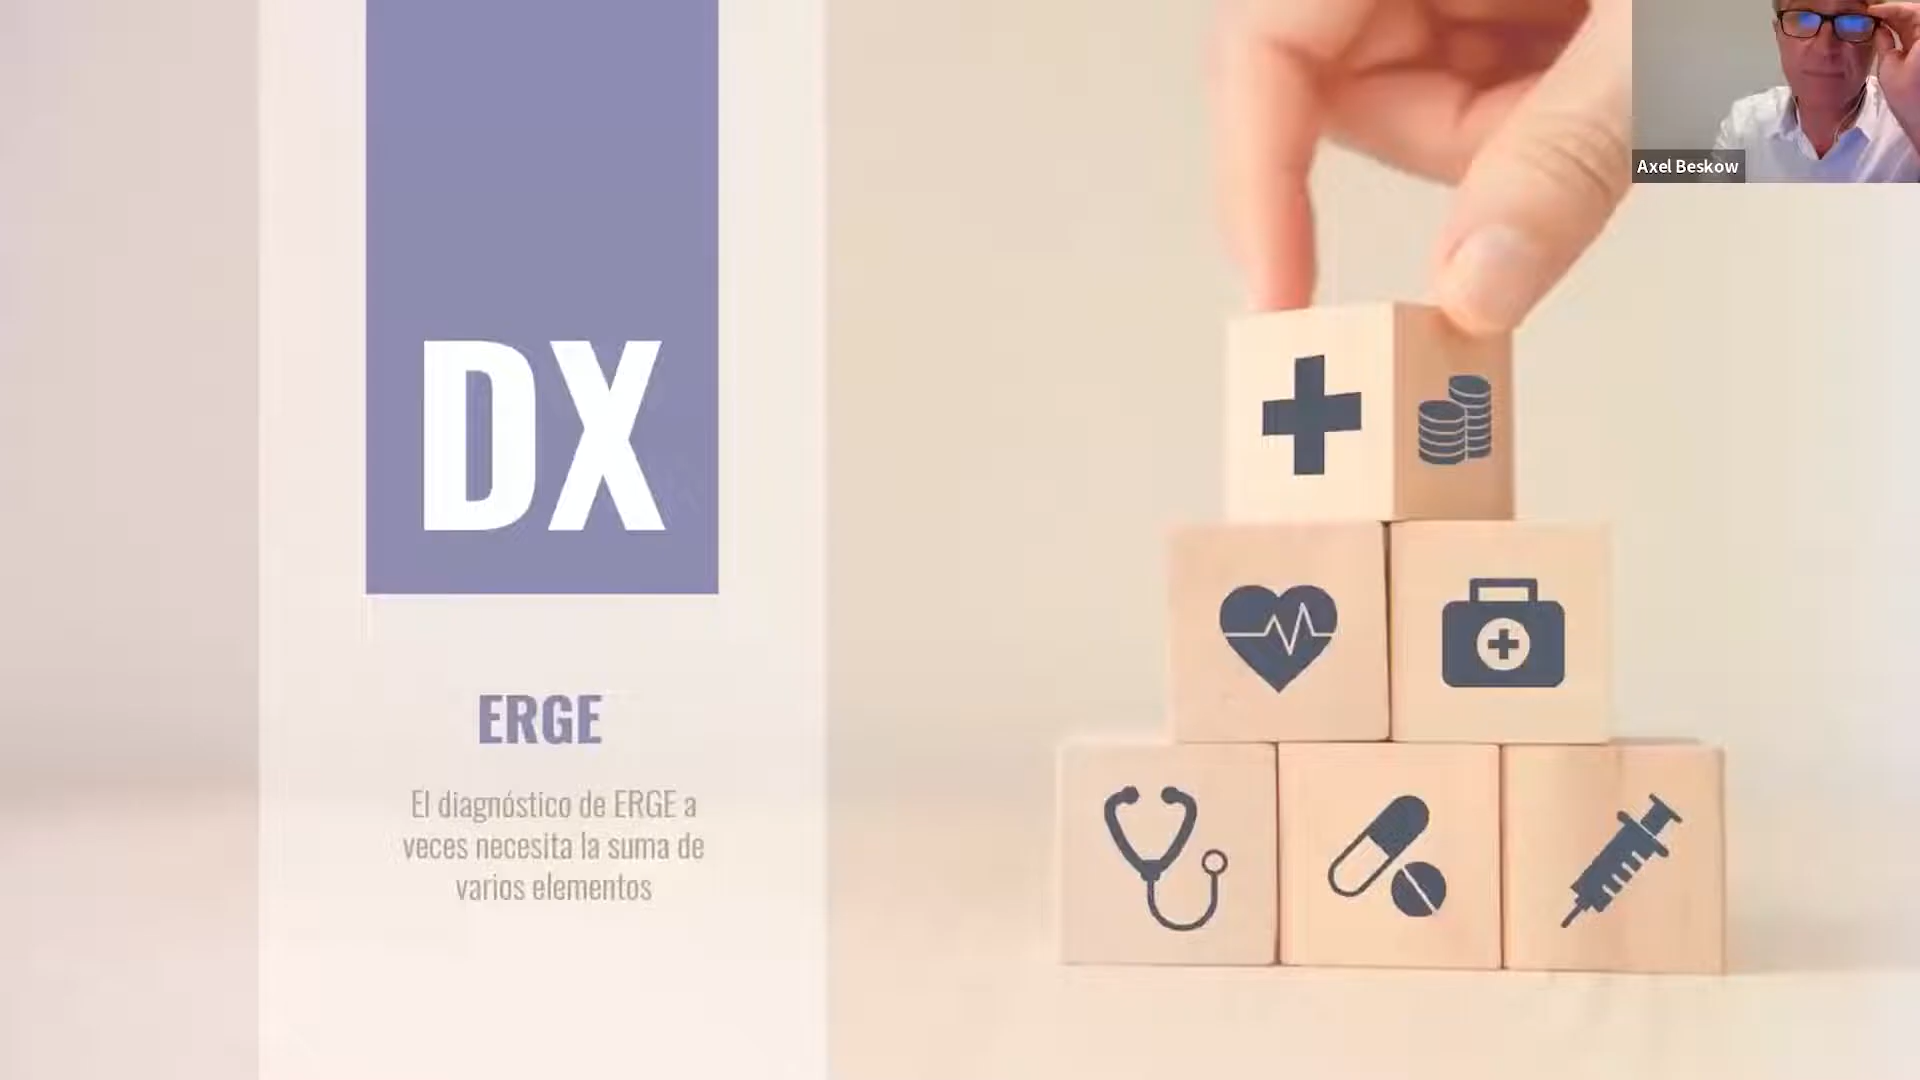 DX
ERGE
El diagnóstico de ERGE a
veces necesita la suma de
varios elementos
Axel Beskow